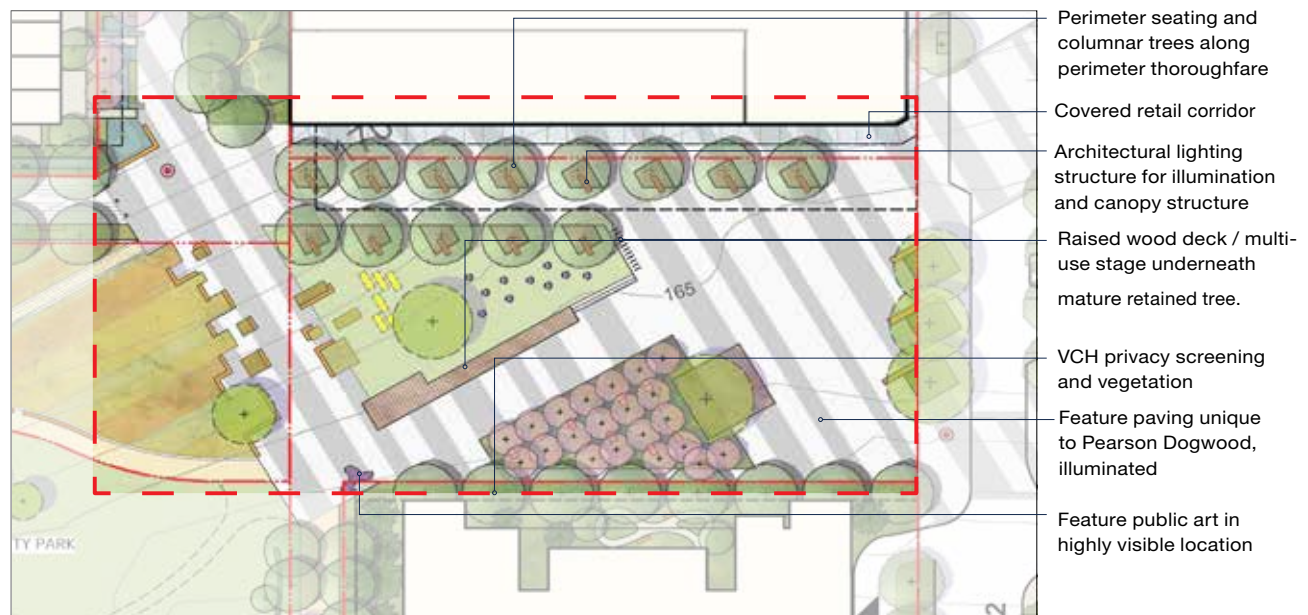 Perimeter seating and
columnar trees along
perimeter thoroughfare
Covered retail corridor
Architectural lighting
structure for illumination
and canopy structure
Raised wood deck / multi-
use stage underneath
mature retained tree.
VCH privacy screening
and vegetation
Feature paving unique
to Pearson Dogwood,
illuminated
Feature public art in
highly visible location
165
TY PARK